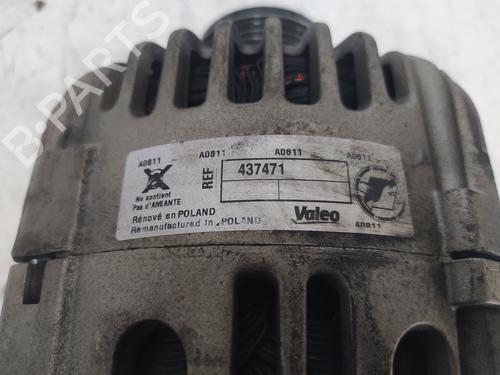 A0811 A0811 A0811 A0811
REF 437471
No contient
Pas d'AMIANTE
Rénové en POLAND
Remanufactured in POLAND
Valeo
A0811
B-PARTS